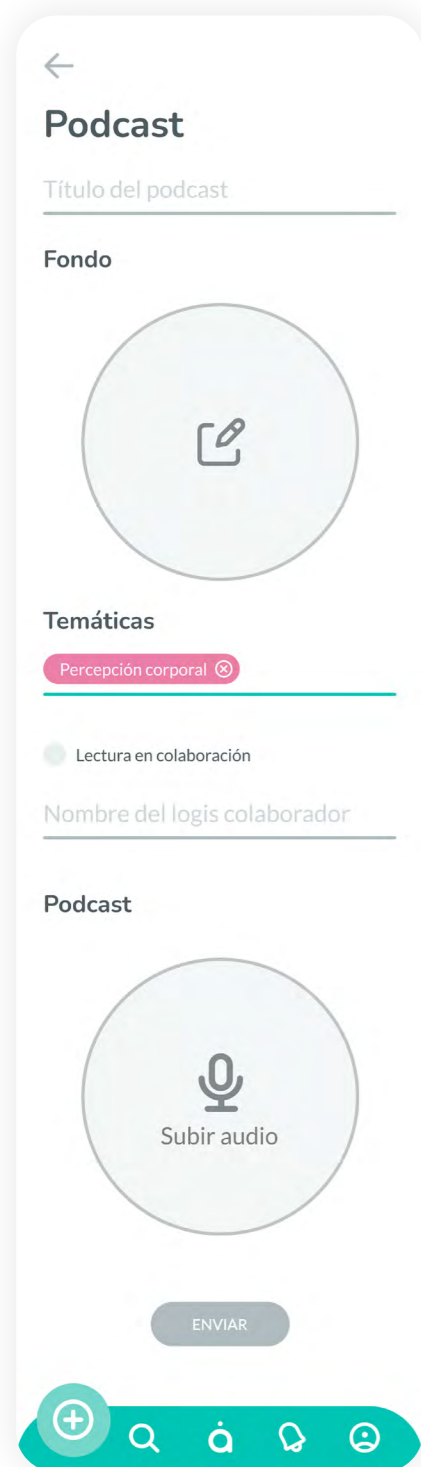 Podcast
Título del podcast
Fondo
Temáticas
Percepción corporal
Lectura en colaboración
Nombre del logis colaborador
Podcast
Subir audio
ENVIAR